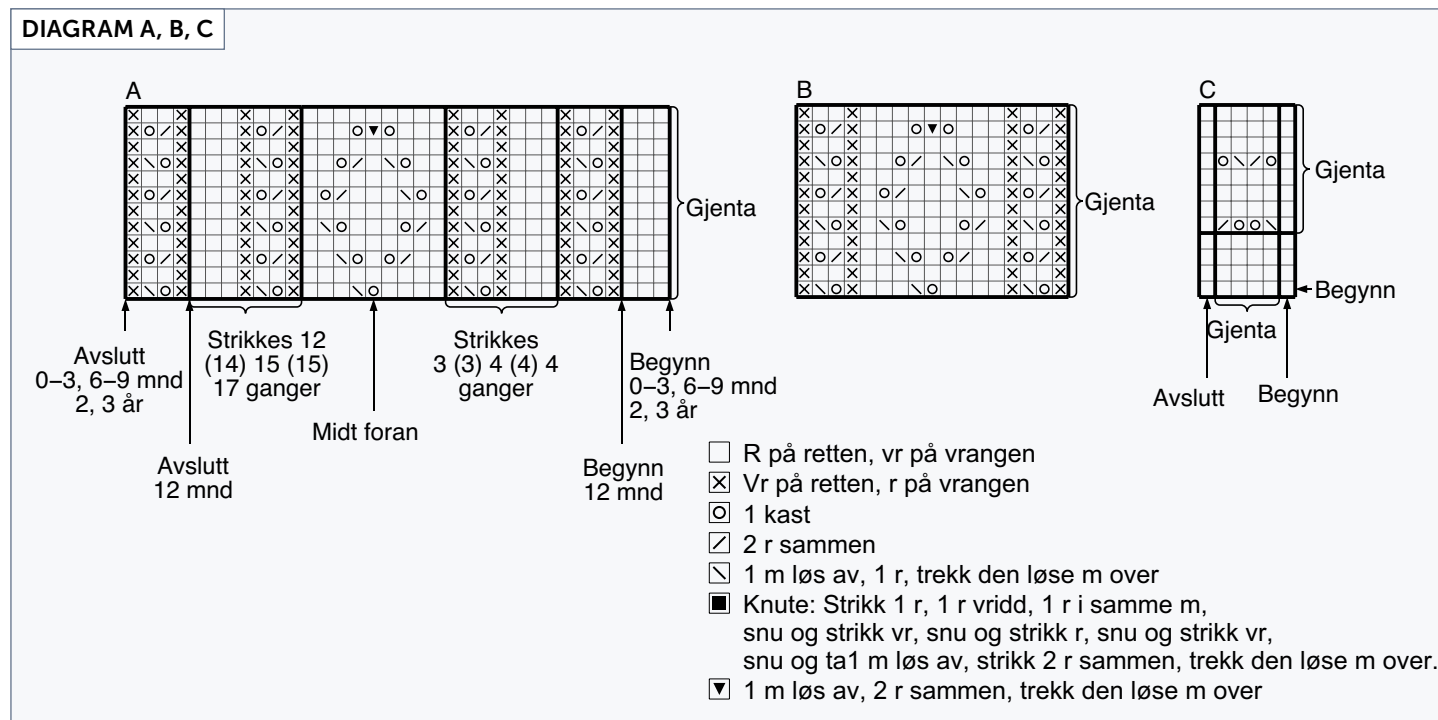 DIAGRAM A, B, C
A
Gjenta
Avslutt
0–3, 6–9 mnd
2, 3 år
Avslutt
12 mnd
Strikkes 12
(14) 15 (15)
17 ganger
Midt foran
Strikkes
3 (3) 4 (4) 4
ganger
Begynn
12 mnd
Begynn
0–3, 6–9 mnd
2, 3 år
B
Gjenta
C
Gjenta
Begynn
Gjenta
Avslutt
Begynn
R på retten, vr på vrangen
Vr på retten, r på vrangen
1 kast
2 r sammen
1 m løs av, 1 r, trekk den løse m over
Knute: Strikk 1 r, 1 r vridd, 1 r i samme m,
snu og strikk vr, snu og strikk r, snu og strikk vr,
snu og ta1 m løs av, strikk 2 r sammen, trekk den løse m over.
1 m løs av, 2 r sammen, trekk den løse m over